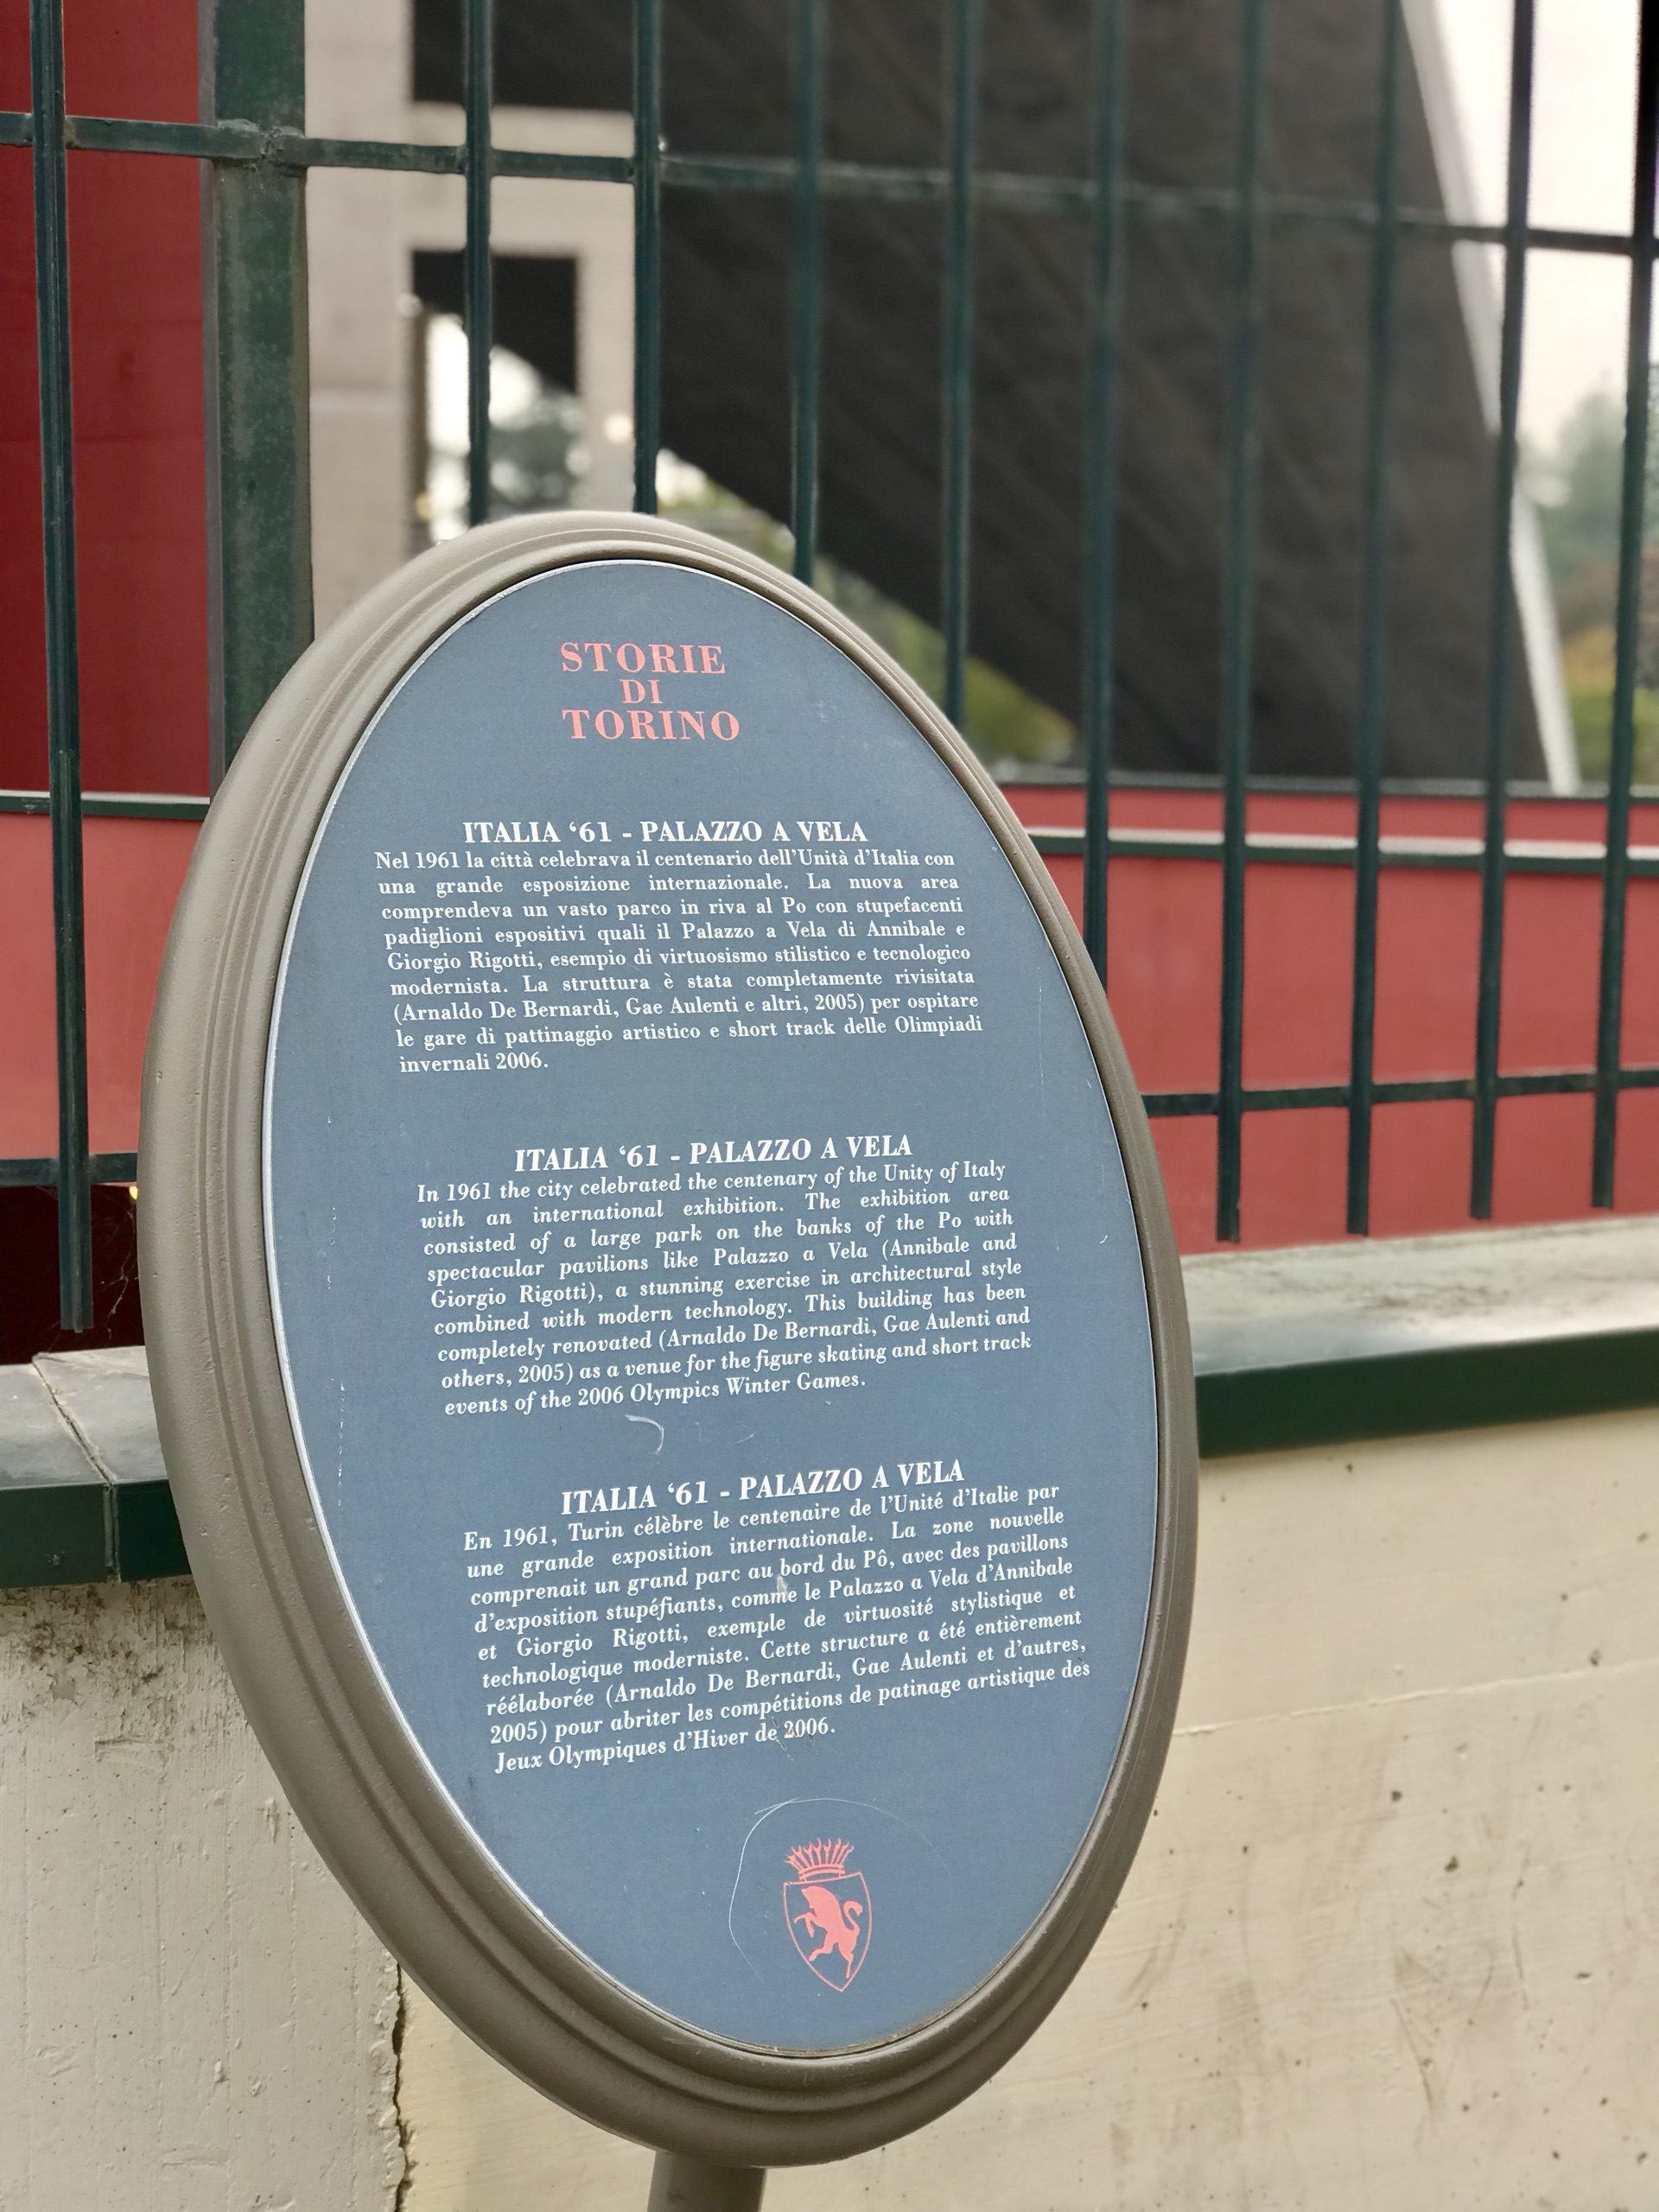 STORIE
DI
TORINO
ITALIA ‘61 - PALAZZO A VELA
Nel 1961 la città celebrava il centenario dell’Unità d’Italia con
una grande esposizione internazionale. La nuova area
comprendeva un vasto parco in riva al Po con stupefacenti
padiglioni espositivi quali il Palazzo a Vela di Annibale e
Giorgio Rigotti, esempio di virtuosismo stilistico e tecnologico
modernista. La struttura è stata completamente rivisitata
(Arnaldo De Bernardi, Gae Aulenti e altri, 2005) per ospitare
le gare di pattinaggio artistico e short track delle Olimpiadi
invernali 2006.
ITALIA ‘61 - PALAZZO A VELA
In 1961 the city celebrated the centenary of the Unity of Italy
with an international exhibition. The exhibition area
consisted of a large park on the banks of the Po with
spectacular pavilions like Palazzo a Vela (Annibale and
Giorgio Rigotti), a stunning exercise in architectural style
combined with modern technology. This building has been
completely renovated (Arnaldo De Bernardi, Gae Aulenti and
others, 2005) as a venue for the figure skating and short track
events of the 2006 Olympics Winter Games.
ITALIA ‘61 - PALAZZO A VELA
En 1961, Turin célèbre le centenaire de l’Unité d’Italie par
une grande exposition internationale. La zone nouvelle
comprenait un grand parc au bord du Pô, avec des pavillons
d’exposition stupéfiants, comme le Palazzo a Vela d’Annibale
et Giorgio Rigotti, exemple de virtuosité stylistique et
technologique moderniste. Cette structure a été entièrement
réélaborée (Arnaldo De Bernardi, Gae Aulenti et d’autres,
2005) pour abriter les compétitions de patinage artistique des
Jeux Olympiques d’Hiver de 2006.